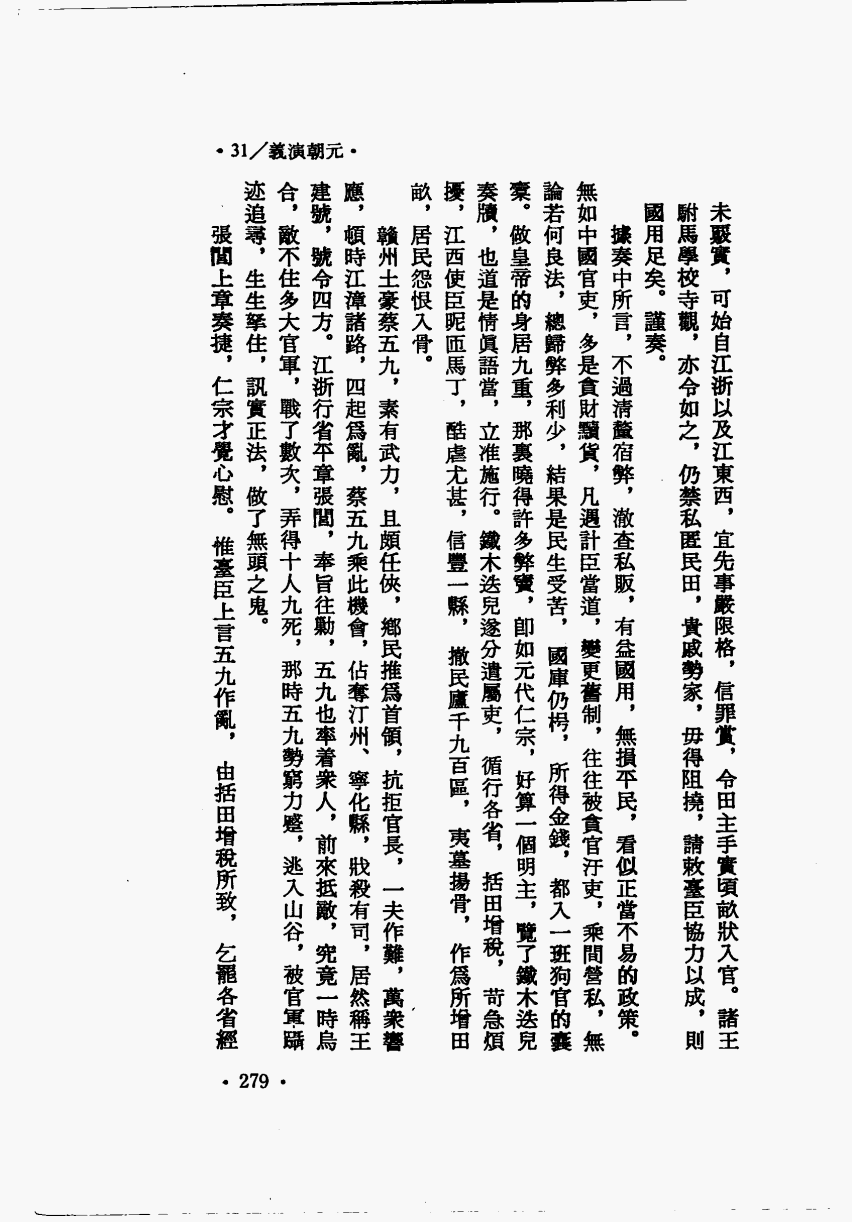 •31/義演朝元•
未覈實，可始自江浙以及江東西，宜先事嚴限格，信罪賞，令田主手實頃畝狀入官。諸王
駙馬學校寺觀，亦令如之，仍禁私匿民田，貴戚勢家，毋得阻撓，請敕臺臣協力以成，則
國用足矣。謹奏。
據奏中所言，不過清釐宿弊，澈查私販，有益國用，無損平民，看似正當不易的政策。
無如中國官吏，多是貪財黷貨，凡遇計臣當道，變更舊制，往往被貪官汙吏，乘間營私，無
論若何良法，總歸弊多利少，結果是民生受苦，國庫仍枵，所得金錢，都入一班狗官的囊
橐。做皇帝的身居九重，那裏曉得許多弊竇，卽如元代仁宗，好算一個明主，覽了鐵木迭兒
奏牘，也道是情眞語當，立准施行。鐵木迭兒遂分遣屬吏，循行各省，括田增稅，苛急煩
擾，江西使臣昵匝馬丁，酷虐尤甚，信豐一縣，撤民廬千九百區，夷墓揚骨，作爲所增田
畝，居民怨恨入骨。
贛州土豪蔡五九，素有武力，且頗任俠，鄉民推爲首領，抗拒官長，一夫作難，萬衆響
應，頓時江漳諸路，四起爲亂，蔡五九乘此機會，佔奪汀州、寧化縣，戕殺有司，居然稱王
建號，號令四方。江浙行省平章張閭，奉旨往勦，五九也率着衆人，前來抵敵，究竟一時烏
合，敵不住多大官軍，戰了數次，弄得十人九死，那時五九勢窮力蹙，逃入山谷，被官軍躡
迹追尋，生生拏住，訊實正法，做了無頭之鬼。
張閭上章奏捷，仁宗才覺心慰。惟臺臣上言五九作亂，由括田增稅所致，乞罷各省經
•279•